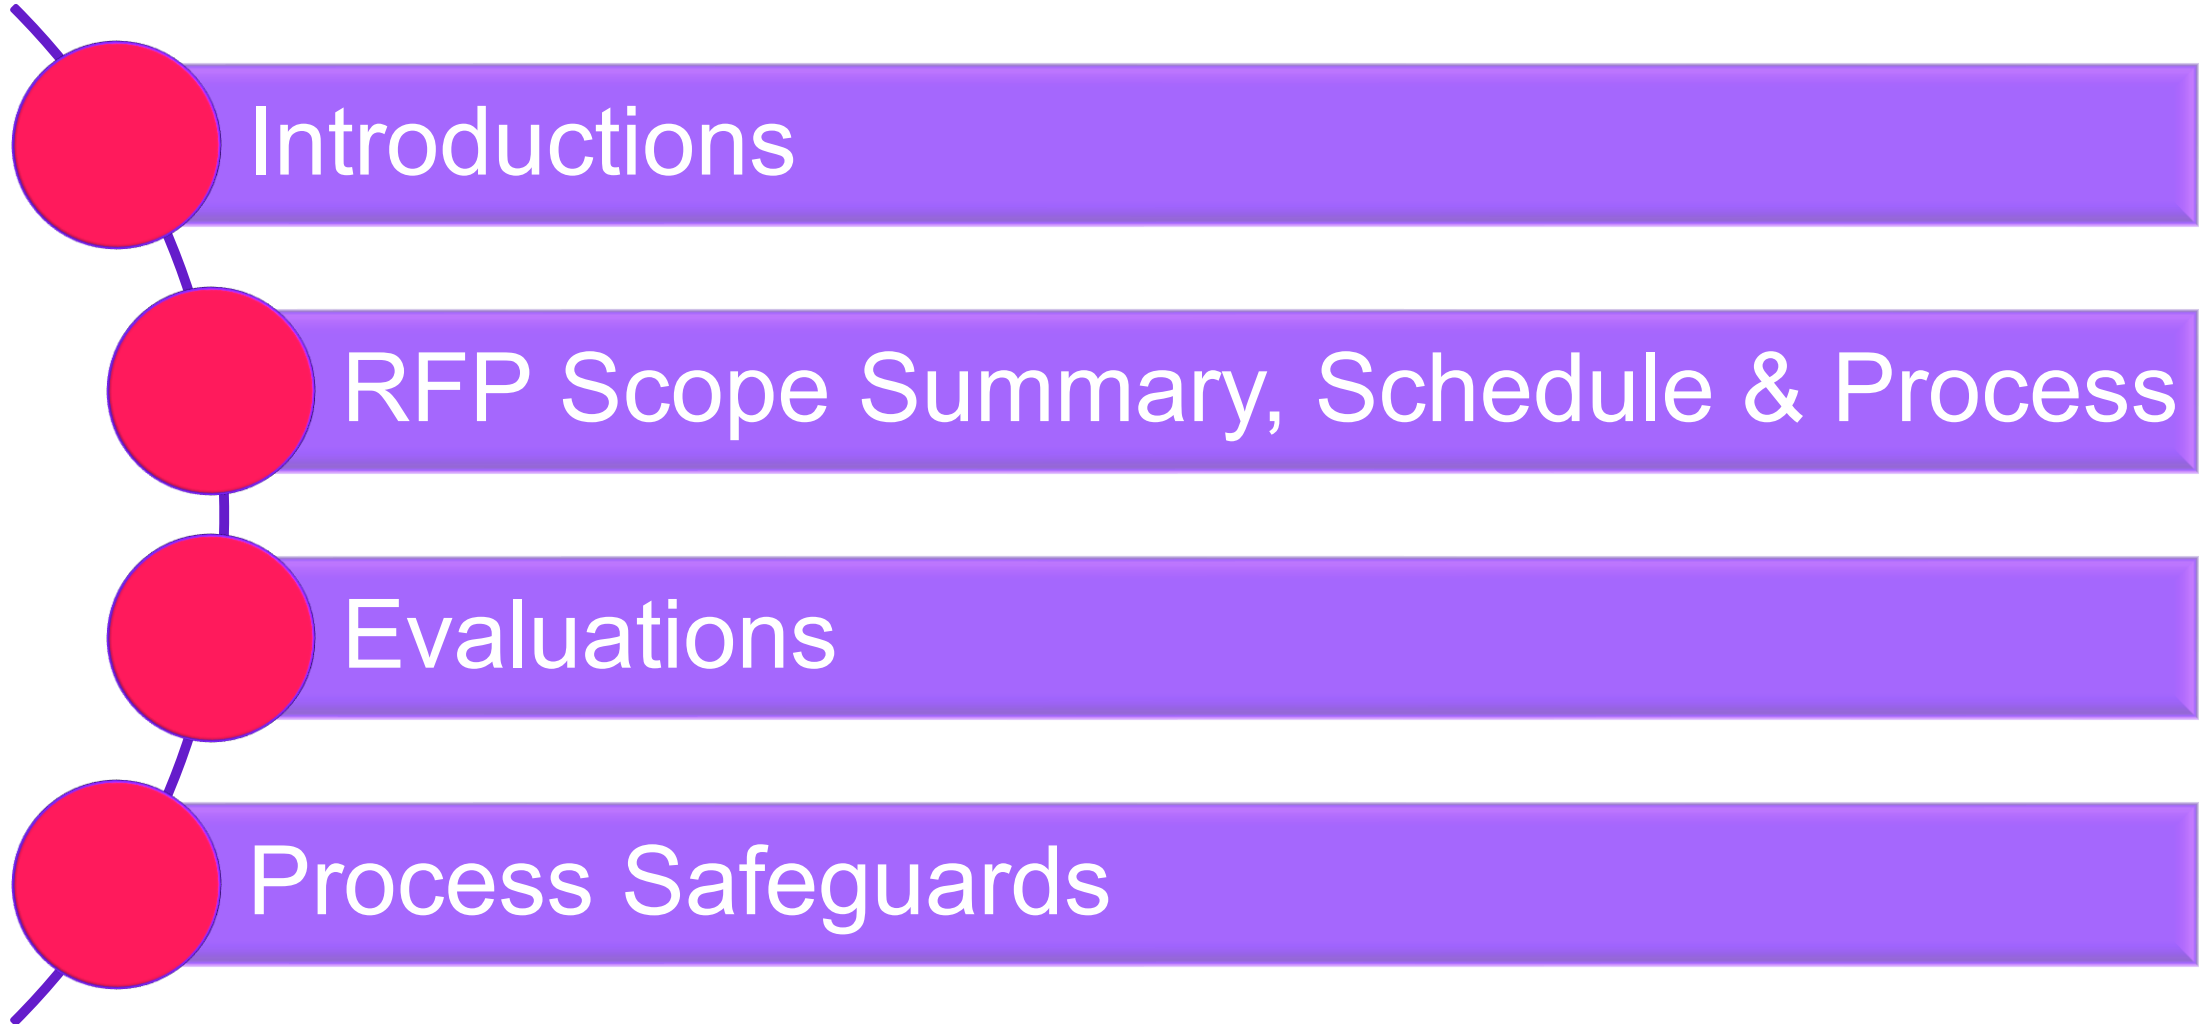 Introductions
RFP Scope Summary, Schedule & Process
Evaluations
Process Safeguards